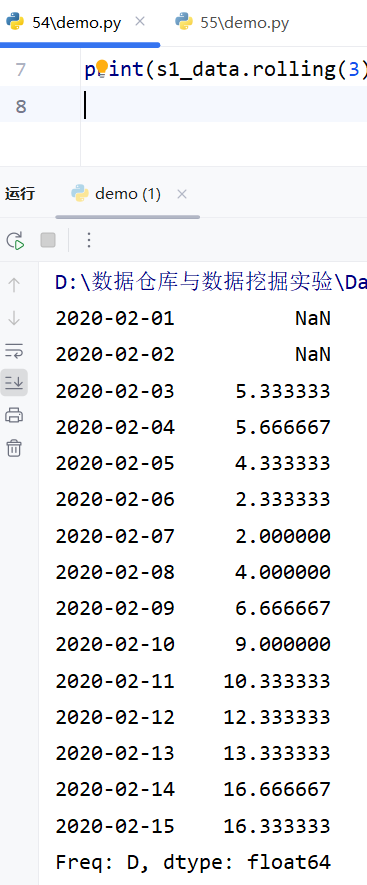 54\demo.py
55\demo.py
7 print(s1_data.rolling(3)
8
运行 demo (1)
D:\数据仓库与数据挖掘实验\Da
2020-02-01 NaN
2020-02-02 NaN
2020-02-03 5.333333
2020-02-04 5.666667
2020-02-05 4.333333
2020-02-06 2.333333
2020-02-07 2.000000
2020-02-08 4.000000
2020-02-09 6.666667
2020-02-10 9.000000
2020-02-11 10.333333
2020-02-12 12.333333
2020-02-13 13.333333
2020-02-14 16.666667
2020-02-15 16.333333
Freq: D, dtype: float64